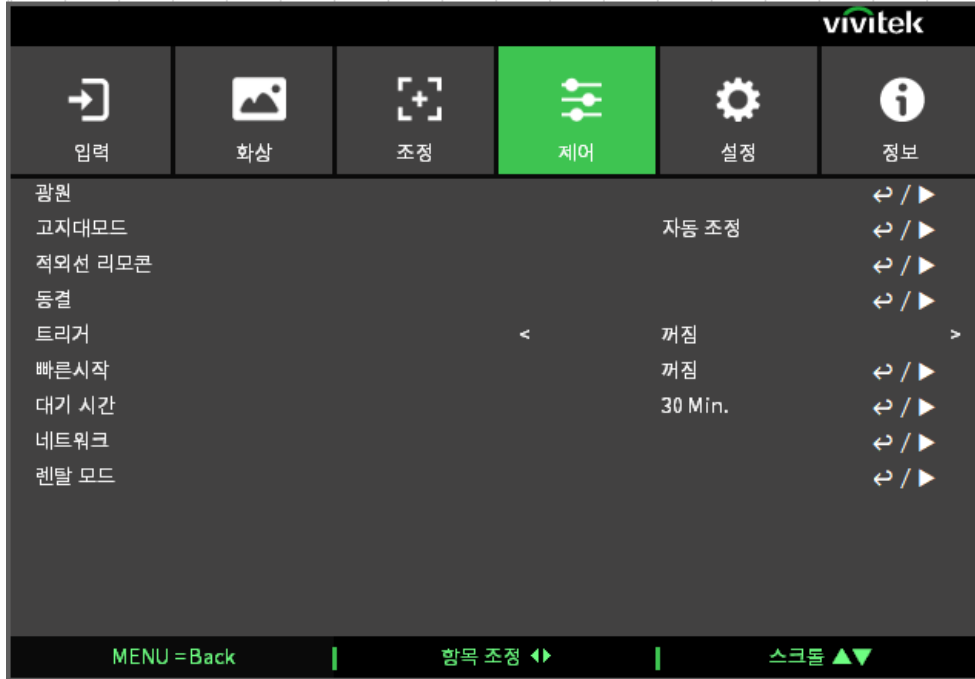 vivitek
입력 화상 조정 제어 설정 정보
광원 ↩ / ▶
고지대모드 자동 조정 ↩ / ▶
적외선 리모콘 ↩ / ▶
동결 ↩ / ▶
트리거 < 꺼짐 >
빠른시작 꺼짐 ↩ / ▶
대기 시간 30 Min. ↩ / ▶
네트워크 ↩ / ▶
렌탈 모드 ↩ / ▶
MENU = Back | 항목 조정 ◀▶ | 스크롤 ▲▼